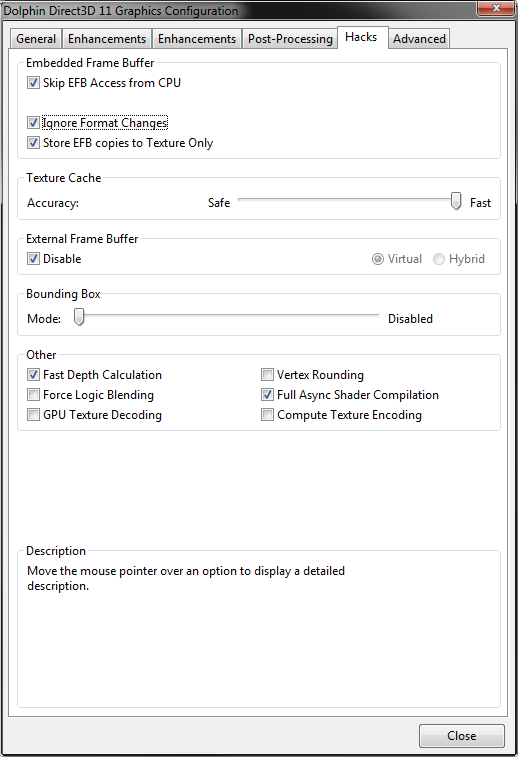 Dolphin Direct3D 11 Graphics Configuration
General Enhancements Enhancements Post-Processing Hacks Advanced
Embedded Frame Buffer
Skip EFB Access from CPU
Ignore Format Changes
Store EFB copies to Texture Only
Texture Cache
Accuracy: Safe Fast
External Frame Buffer
Disable Virtual Hybrid
Bounding Box
Mode: Disabled
Other
Fast Depth Calculation Vertex Rounding
Force Logic Blending Full Async Shader Compilation
GPU Texture Decoding Compute Texture Encoding
Description
Move the mouse pointer over an option to display a detailed
description.
Close